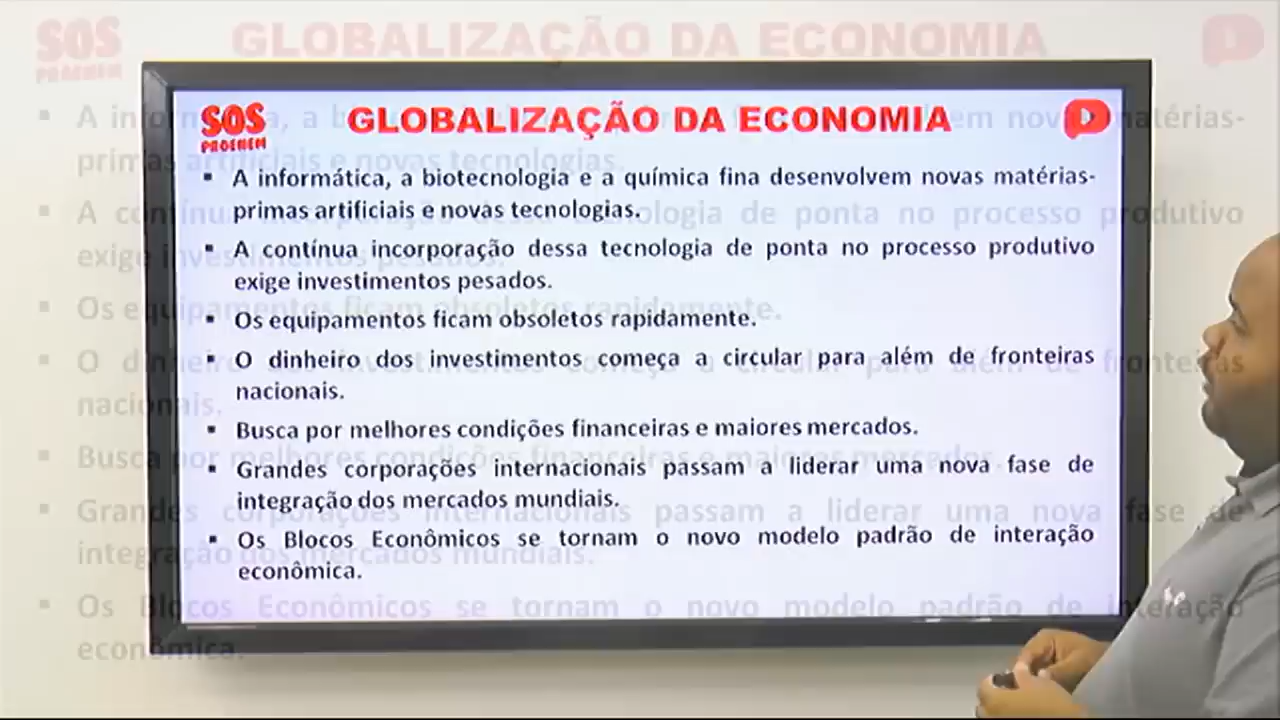 SOS
PROENEM
GLOBALIZAÇÃO DA ECONOMIA
▪ A informática, a biotecnologia e a química fina desenvolvem novas matérias-
primas artificiais e novas tecnologias.
▪ A contínua incorporação dessa tecnologia de ponta no processo produtivo
exige investimentos pesados.
▪ Os equipamentos ficam obsoletos rapidamente.
▪ O dinheiro dos investimentos começa a circular para além de fronteiras
nacionais.
▪ Busca por melhores condições financeiras e maiores mercados.
▪ Grandes corporações internacionais passam a liderar uma nova fase de
integração dos mercados mundiais.
▪ Os Blocos Econômicos se tornam o novo modelo padrão de interação
econômica.